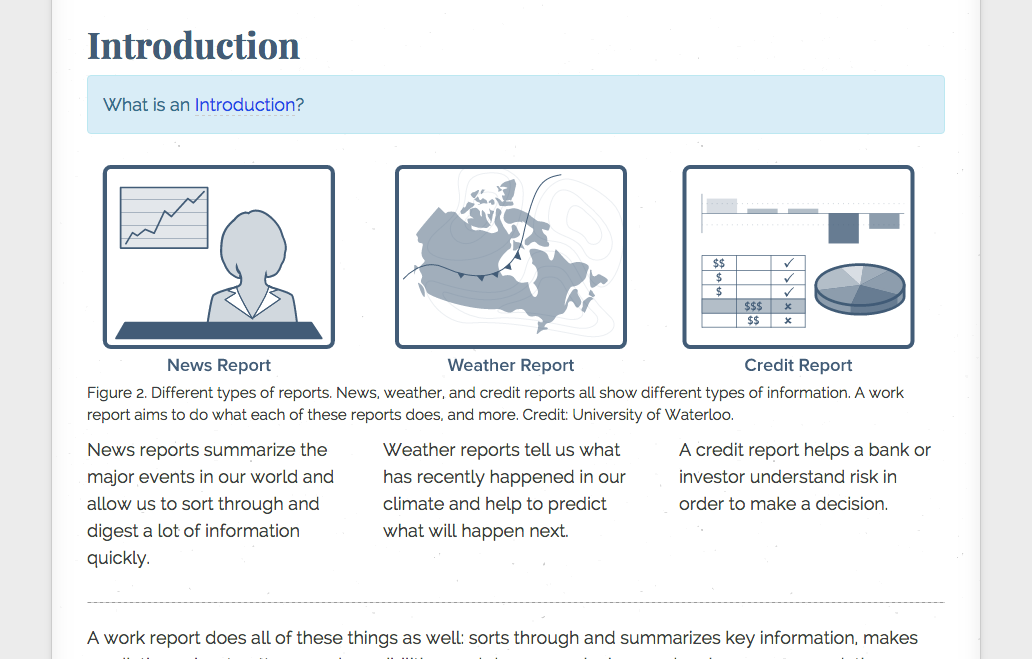 Introduction
What is an Introduction?
$$ ✓
$ ✓
$ ✓
$$$ ×
$$ ×
News Report
Weather Report
Credit Report
Figure 2. Different types of reports. News, weather, and credit reports all show different types of information. A work
report aims to do what each of these reports does, and more. Credit: University of Waterloo.
News reports summarize the
major events in our world and
allow us to sort through and
digest a lot of information
quickly.
Weather reports tell us what
has recently happened in our
climate and help to predict
what will happen next.
A credit report helps a bank or
investor understand risk in
order to make a decision.
A work report does all of these things as well: sorts through and summarizes key information, makes